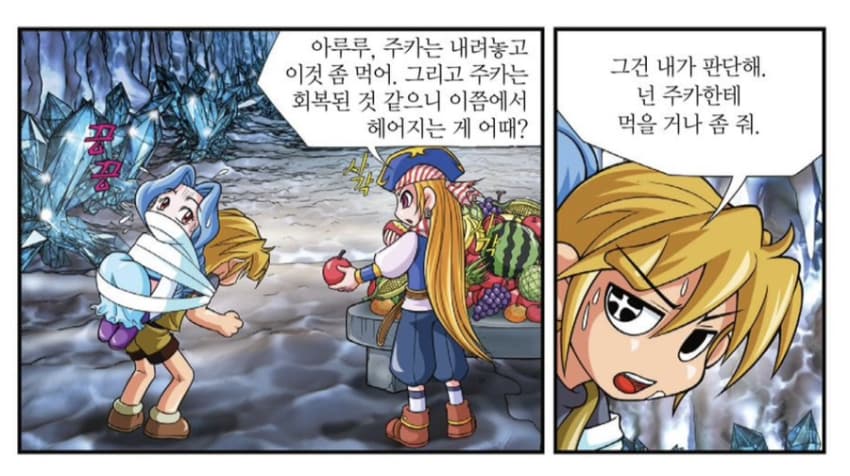 아루루, 주카는 내려놓고
이것 좀 먹어. 그리고 주카는
회복된 것 같으니 이쯤에서
헤어지는 게 어때?
끙
끙
사
각
그건 내가 판단해.
넌 주카한테
먹을 거나 좀 줘.